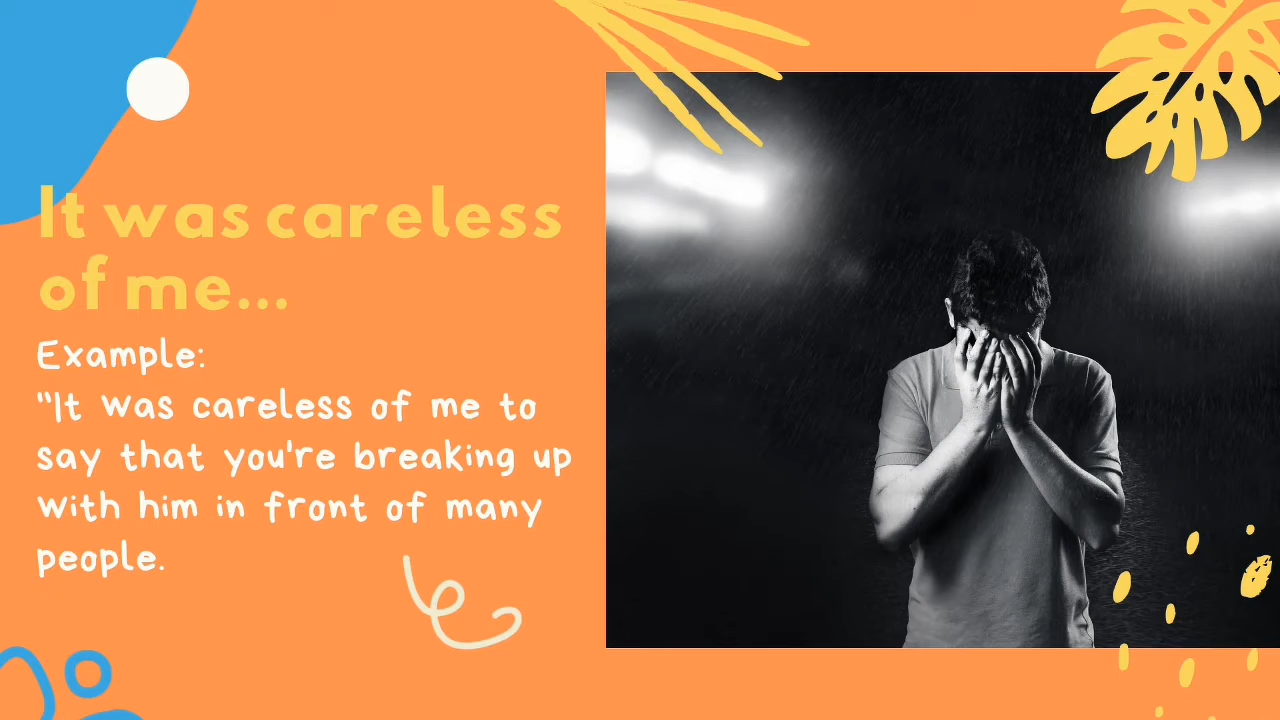 It was careless
of me...
Example:
"It was careless of me to
say that you're breaking up
with him in front of many
people.